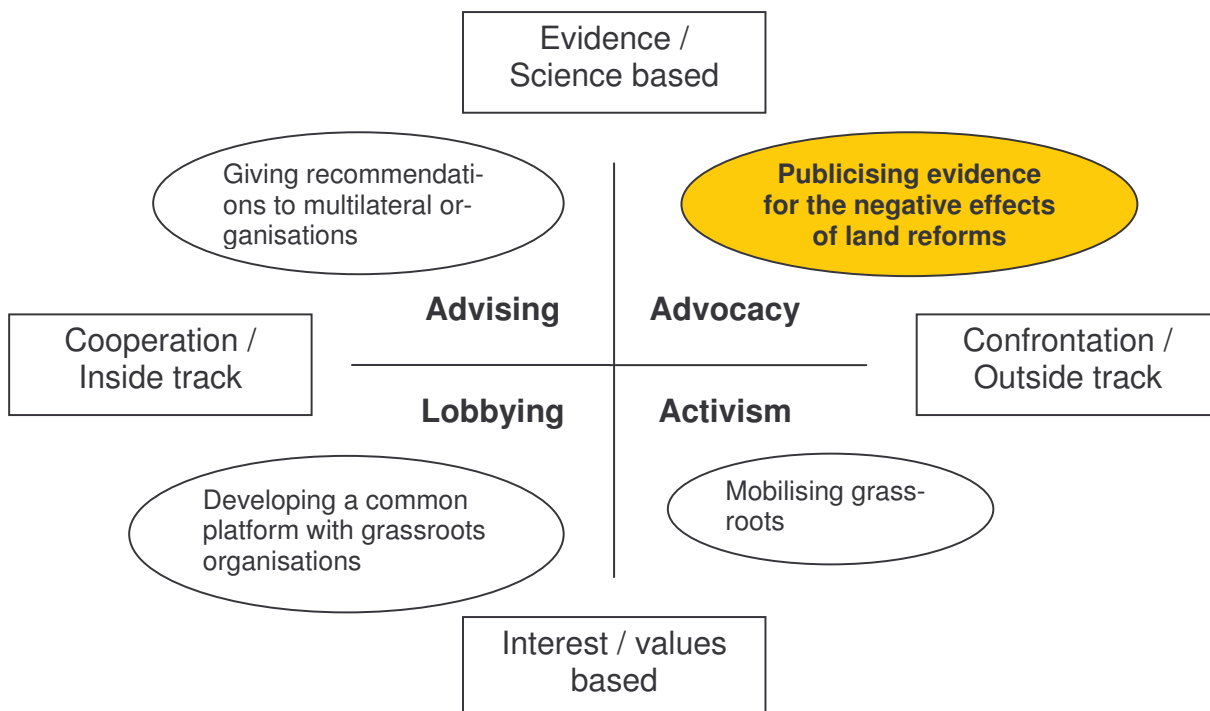 Evidence /
Science based
Giving recommendati-
ons to multilateral or-
ganisations
Publicising evidence
for the negative effects
of land reforms
Advising
Advocacy
Cooperation /
Inside track
Confrontation /
Outside track
Lobbying
Activism
Developing a common
platform with grassroots
organisations
Mobilising grass-
roots
Interest / values
based